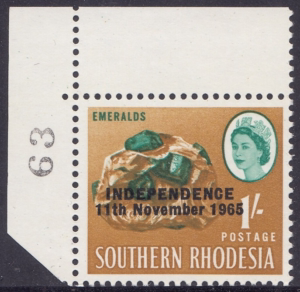 63
EMERALDS
INDEPENDENCE
11th November 1965
1/-
POSTAGE
SOUTHERN RHODESIA